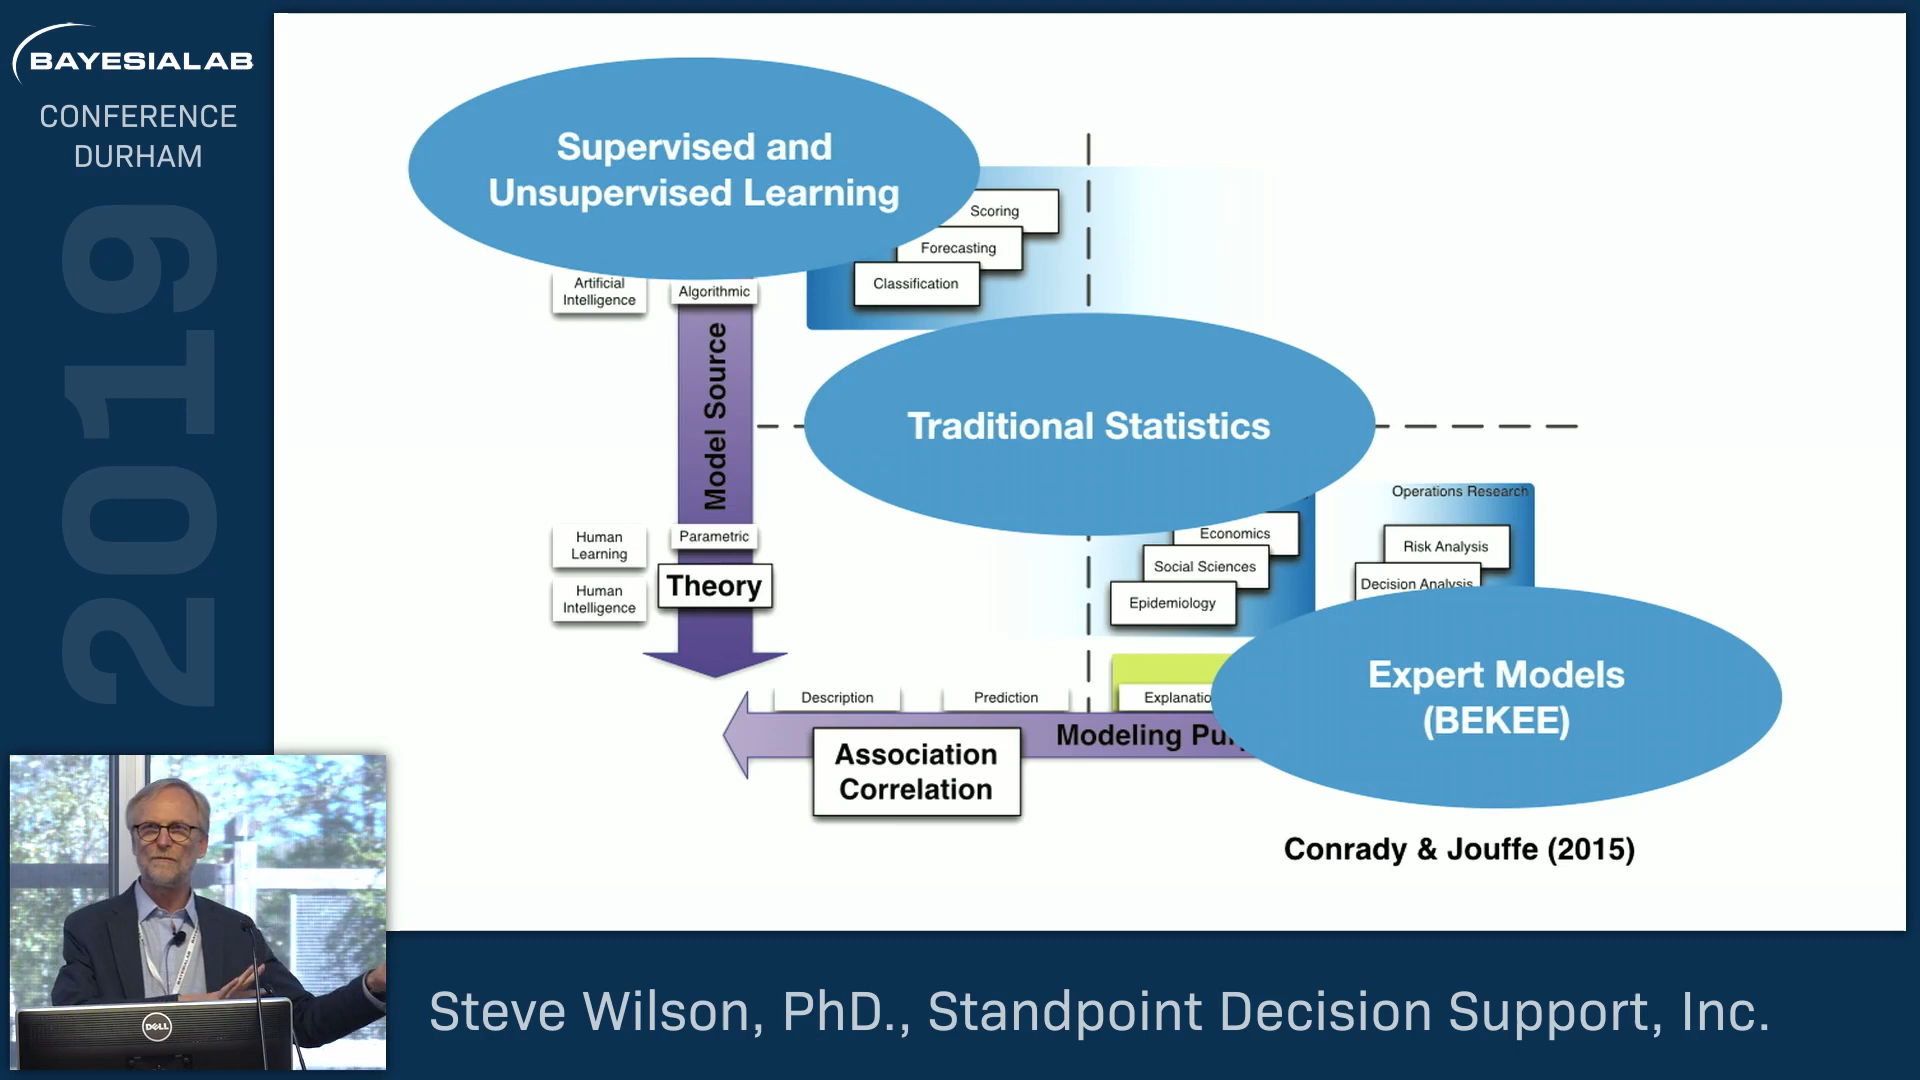 BAYESIALAB
CONFERENCE
DURHAM
2019
Supervised and
Unsupervised Learning
Scoring
Forecasting
Classification
Artificial
Intelligence
Algorithmic
Model Source
Traditional Statistics
Operations Research
Economics
Social Sciences
Epidemiology
Risk Analysis
Decision Analysis
Human
Learning
Parametric
Human
Intelligence
Theory
Expert Models
(BEKEE)
Description
Prediction
Explanatio
Modeling Pur
Association
Correlation
Conrady & Jouffe (2015)
DELL
Steve Wilson, PhD., Standpoint Decision Support, Inc.